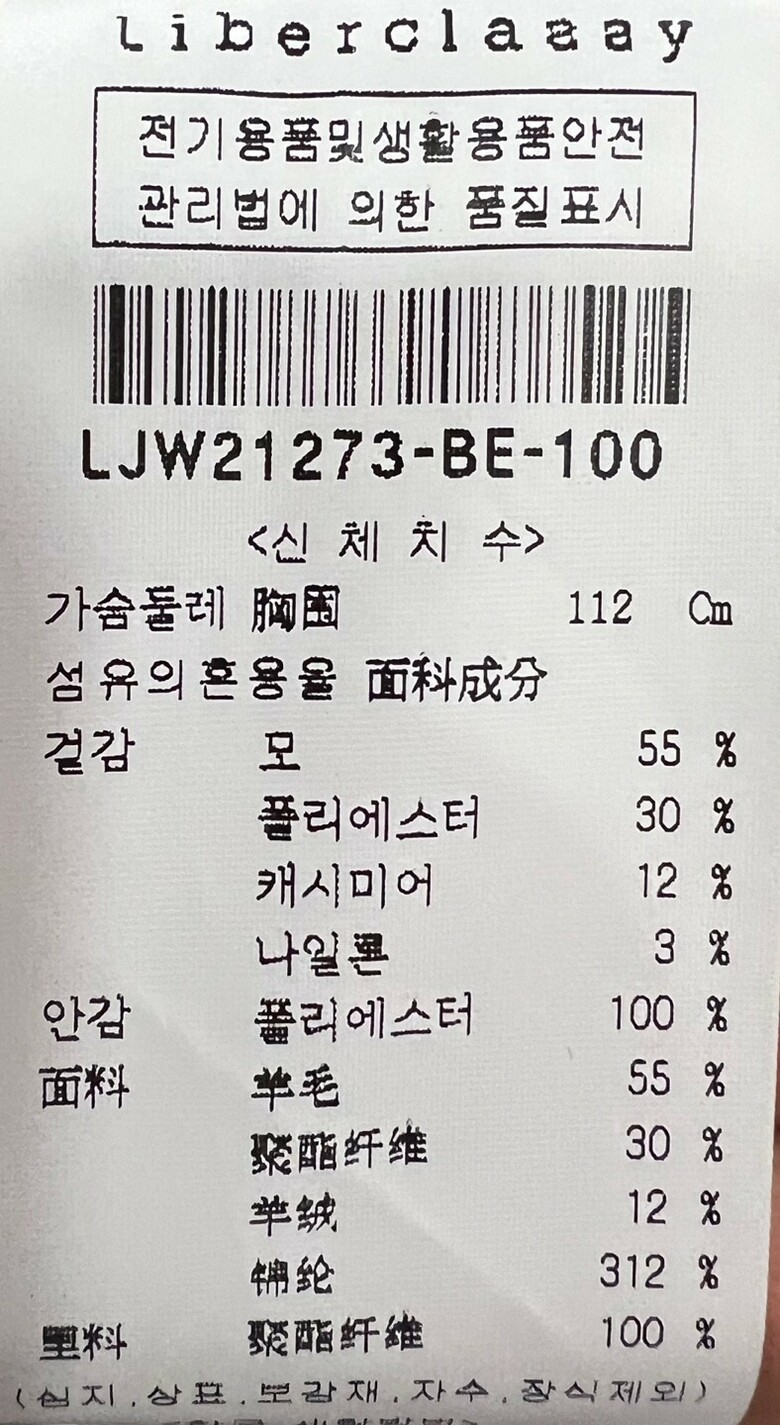 Liberclassy
전기용품및생활용품안전
관리법에 의한 품질표시
LJW21273-BE-100
<신 체 치 수>
가슴둘레 胸围 112 Cm
섬유의혼용율 面料成分
겉감 모 55 %
폴리에스터 30 %
캐시미어 12 %
나일론 3 %
안감 폴리에스터 100 %
面料 羊毛 55 %
聚酯纤维 30 %
羊绒 12 %
锦纶 312 %
里料 聚酯纤维 100 %
(심지,상표,보강재,자수,장식제외)